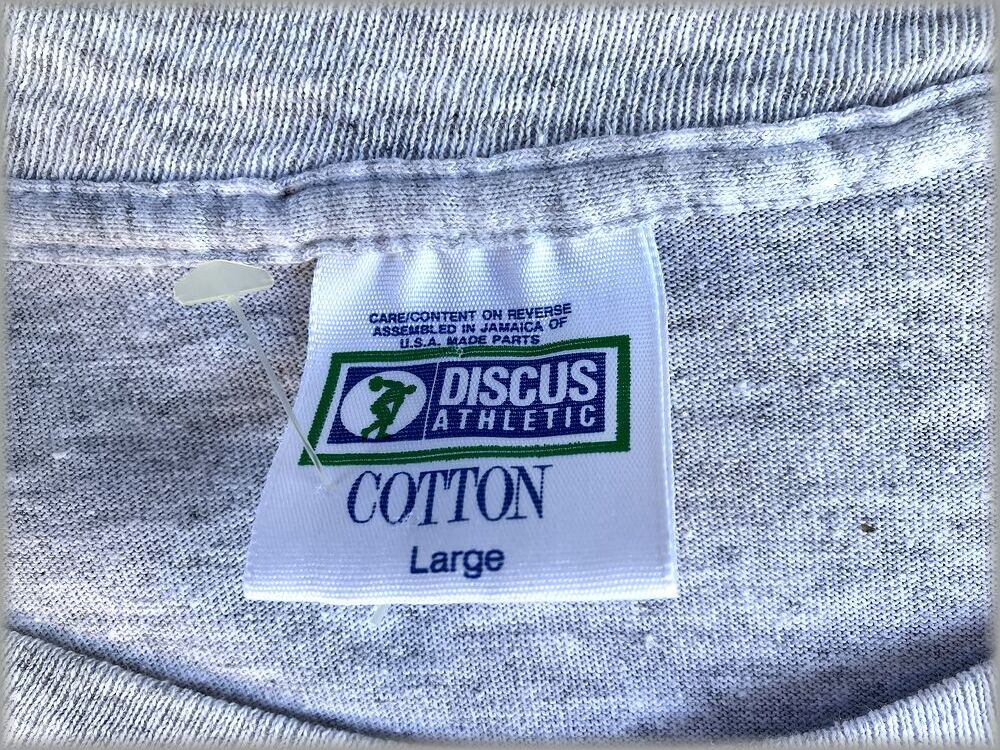 CARE/CONTENT ON REVERSE
ASSEMBLED IN JAMAICA OF
U.S.A. MADE PARTS
DISCUS
ATHLETIC
COTTON
Large